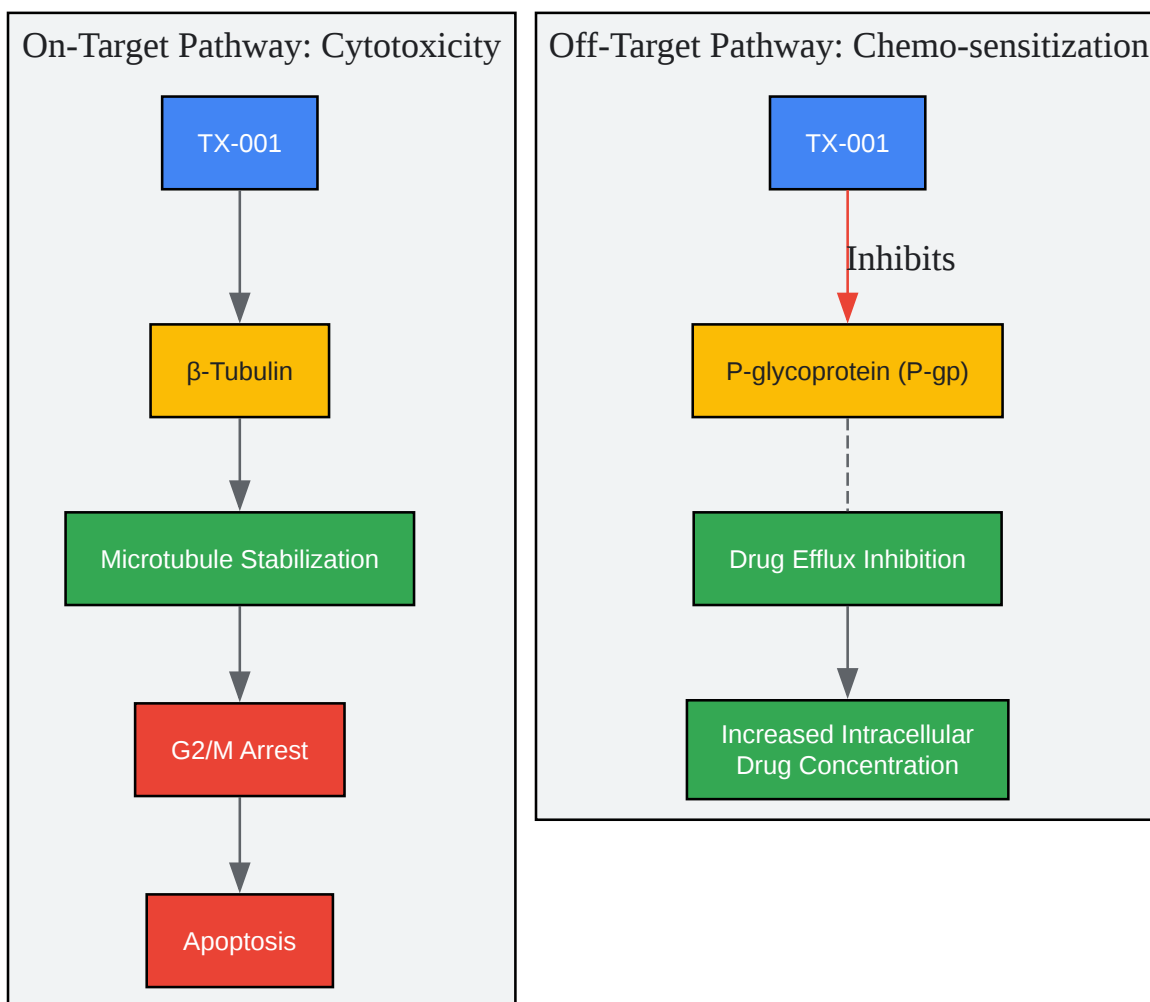 On-Target Pathway: Cytotoxicity
TX-001
β-Tubulin
Microtubule Stabilization
G2/M Arrest
Apoptosis
Off-Target Pathway: Chemo-sensitization
TX-001
Inhibits
P-glycoprotein (P-gp)
Drug Efflux Inhibition
Increased Intracellular
Drug Concentration